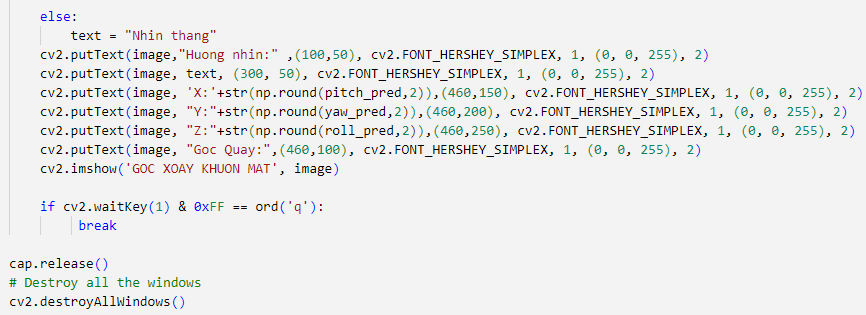 else:
text = "Nhin thang"
cv2.putText(image,"Huong nhin:" ,(100,50), cv2.FONT_HERSHEY_SIMPLEX, 1, (0, 0, 255), 2)
cv2.putText(image, text, (300, 50), cv2.FONT_HERSHEY_SIMPLEX, 1, (0, 0, 255), 2)
cv2.putText(image, 'X:'+str(np.round(pitch_pred,2)),(460,150), cv2.FONT_HERSHEY_SIMPLEX, 1, (0, 0, 255), 2)
cv2.putText(image, "Y:"+str(np.round(yaw_pred,2)),(460,200), cv2.FONT_HERSHEY_SIMPLEX, 1, (0, 0, 255), 2)
cv2.putText(image, "Z:"+str(np.round(roll_pred,2)),(460,250), cv2.FONT_HERSHEY_SIMPLEX, 1, (0, 0, 255), 2)
cv2.putText(image, "Goc Quay:",(460,100), cv2.FONT_HERSHEY_SIMPLEX, 1, (0, 0, 255), 2)
cv2.imshow('GOC XOAY KHUON MAT', image)
if cv2.waitKey(1) & 0xFF == ord('q'):
break
cap.release()
# Destroy all the windows
cv2.destroyAllWindows()